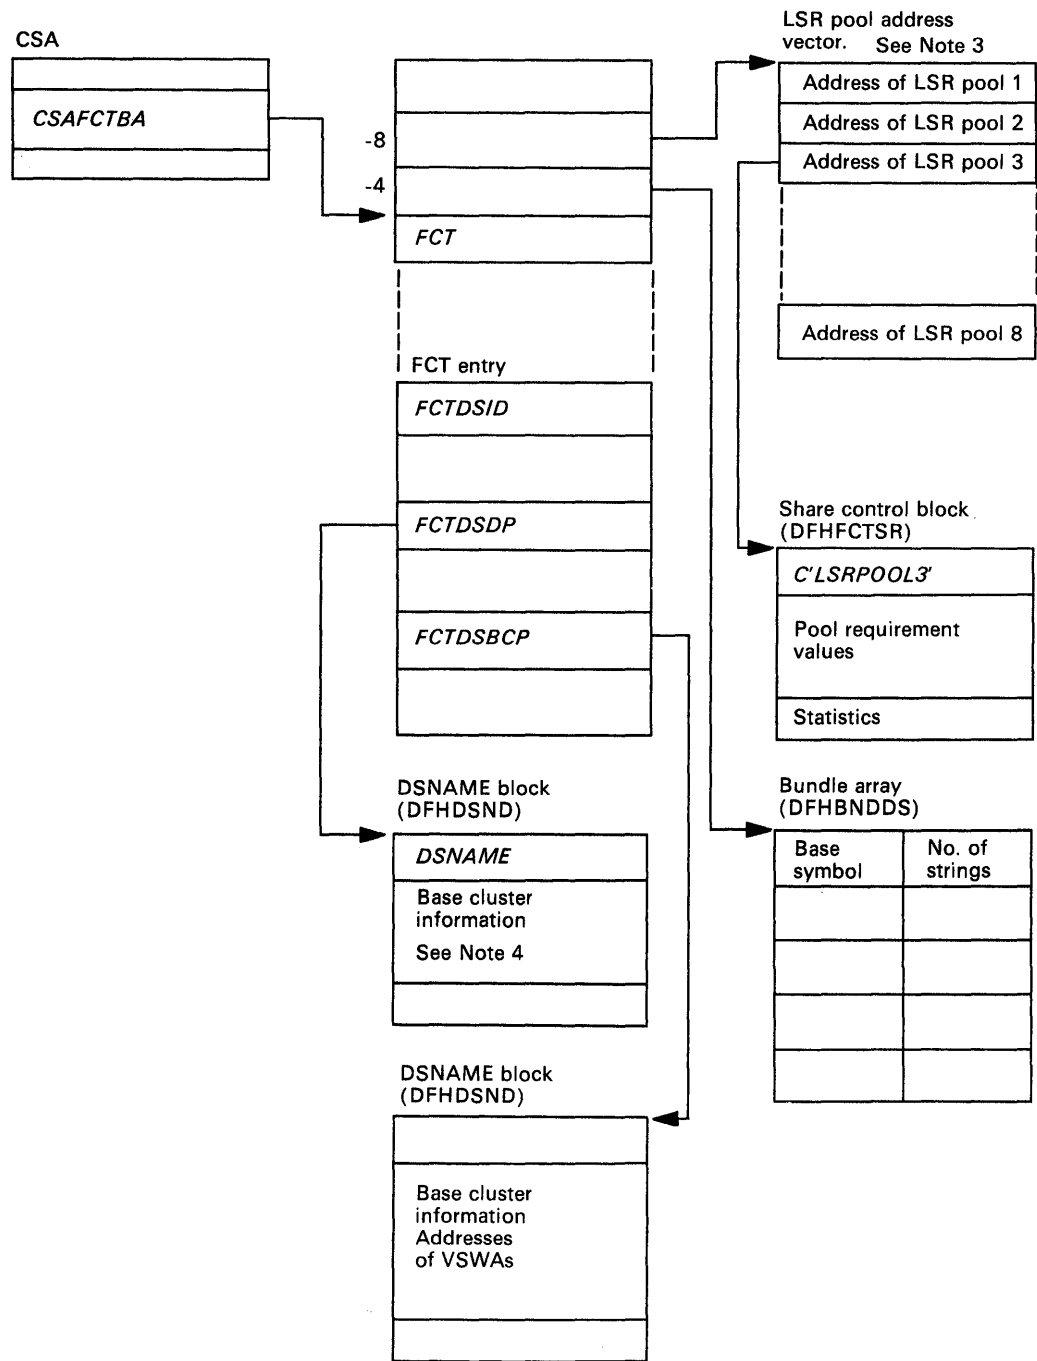 CSA
CSAFCTBA
-8
-4
FCT
LSR pool address
vector. See Note 3
Address of LSR pool 1
Address of LSR pool 2
Address of LSR pool 3
Address of LSR pool 8
FCT entry
FCTDSID
FCTDSDP
FCTDSBCP
Share control block
(DFHFCTSR)
C'LSRPOOL3'
Pool requirement
values
Statistics
DSNAME block
(DFHDSND)
DSNAME
Base cluster
information
See Note 4
Bundle array
(DFHBNDDS)
Base
symbol
No. of
strings
DSNAME block
(DFHDSND)
Base cluster
information
Addresses
of VSWAs